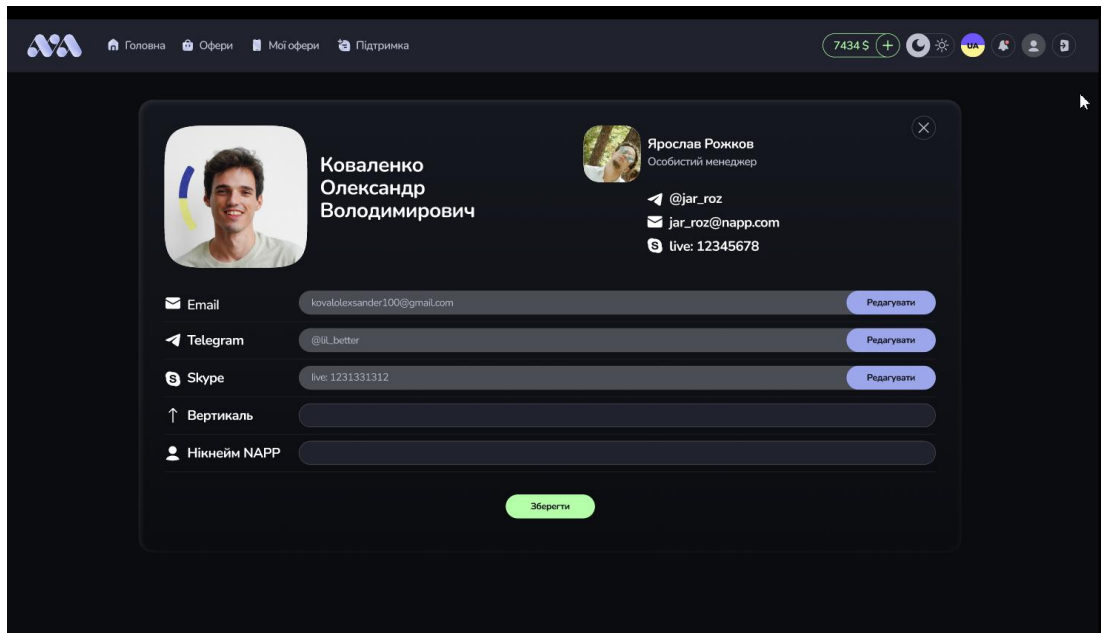 Головна
Офери
Мої офери
Підтримка
7434 $
UA
Коваленко
Олександр
Володимирович
Ярослав Рожков
Особистий менеджер
@jar_roz
jar_roz@napp.com
live: 12345678
Email
kovalolexsander100@gmail.com
Редагувати
Telegram
@lil_better
Редагувати
Skype
live: 1231331312
Редагувати
Вертикаль
Нікнейм NAPP
Зберегти